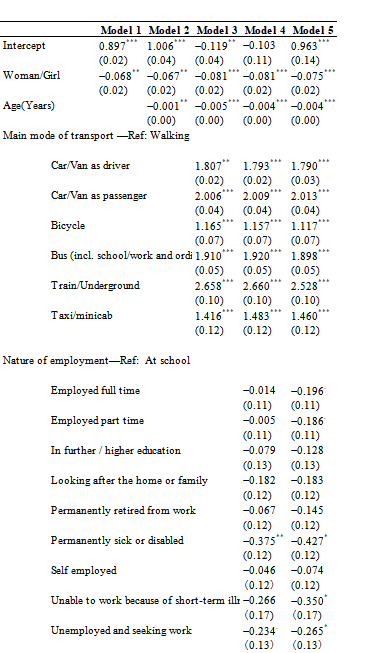 Model 1 Model 2 Model 3 Model 4 Model 5
Intercept 0.897*** 1.006*** −0.119** −0.103 0.963***
(0.02) (0.04) (0.04) (0.11) (0.14)
Woman/Girl −0.068** −0.067** −0.081*** −0.081*** −0.075***
(0.02) (0.02) (0.02) (0.02) (0.02)
Age(Years) −0.001** −0.005*** −0.004*** −0.004***
(0.00) (0.00) (0.00) (0.00)
Main mode of transport —Ref: Walking
Car/Van as driver 1.807** 1.793*** 1.790***
(0.02) (0.02) (0.03)
Car/Van as passenger 2.006*** 2.009*** 2.013***
(0.04) (0.04) (0.04)
Bicycle 1.165*** 1.157*** 1.117***
(0.07) (0.07) (0.07)
Bus (incl. school/work and ordi 1.910*** 1.920*** 1.898***
(0.05) (0.05) (0.05)
Train/Underground 2.658*** 2.660*** 2.528***
(0.10) (0.10) (0.10)
Taxi/minicab 1.416*** 1.483*** 1.460***
(0.12) (0.12) (0.12)
Nature of employment—Ref: At school
Employed full time −0.014 −0.196·
(0.11) (0.11)
Employed part time −0.005 −0.186·
(0.11) (0.11)
In further / higher education −0.079 −0.128
(0.13) (0.13)
Looking after the home or family −0.182 −0.183
(0.12) (0.12)
Permanently retired from work −0.067 −0.145
(0.12) (0.12)
Permanently sick or disabled −0.375** −0.427*
(0.12) (0.12)
Self employed −0.046 −0.074
(0.12) (0.12)
Unable to work because of short-term illı −0.266 −0.350*
(0.17) (0.17)
Unemployed and seeking work −0.234· −0.265*
(0.13) (0.13)